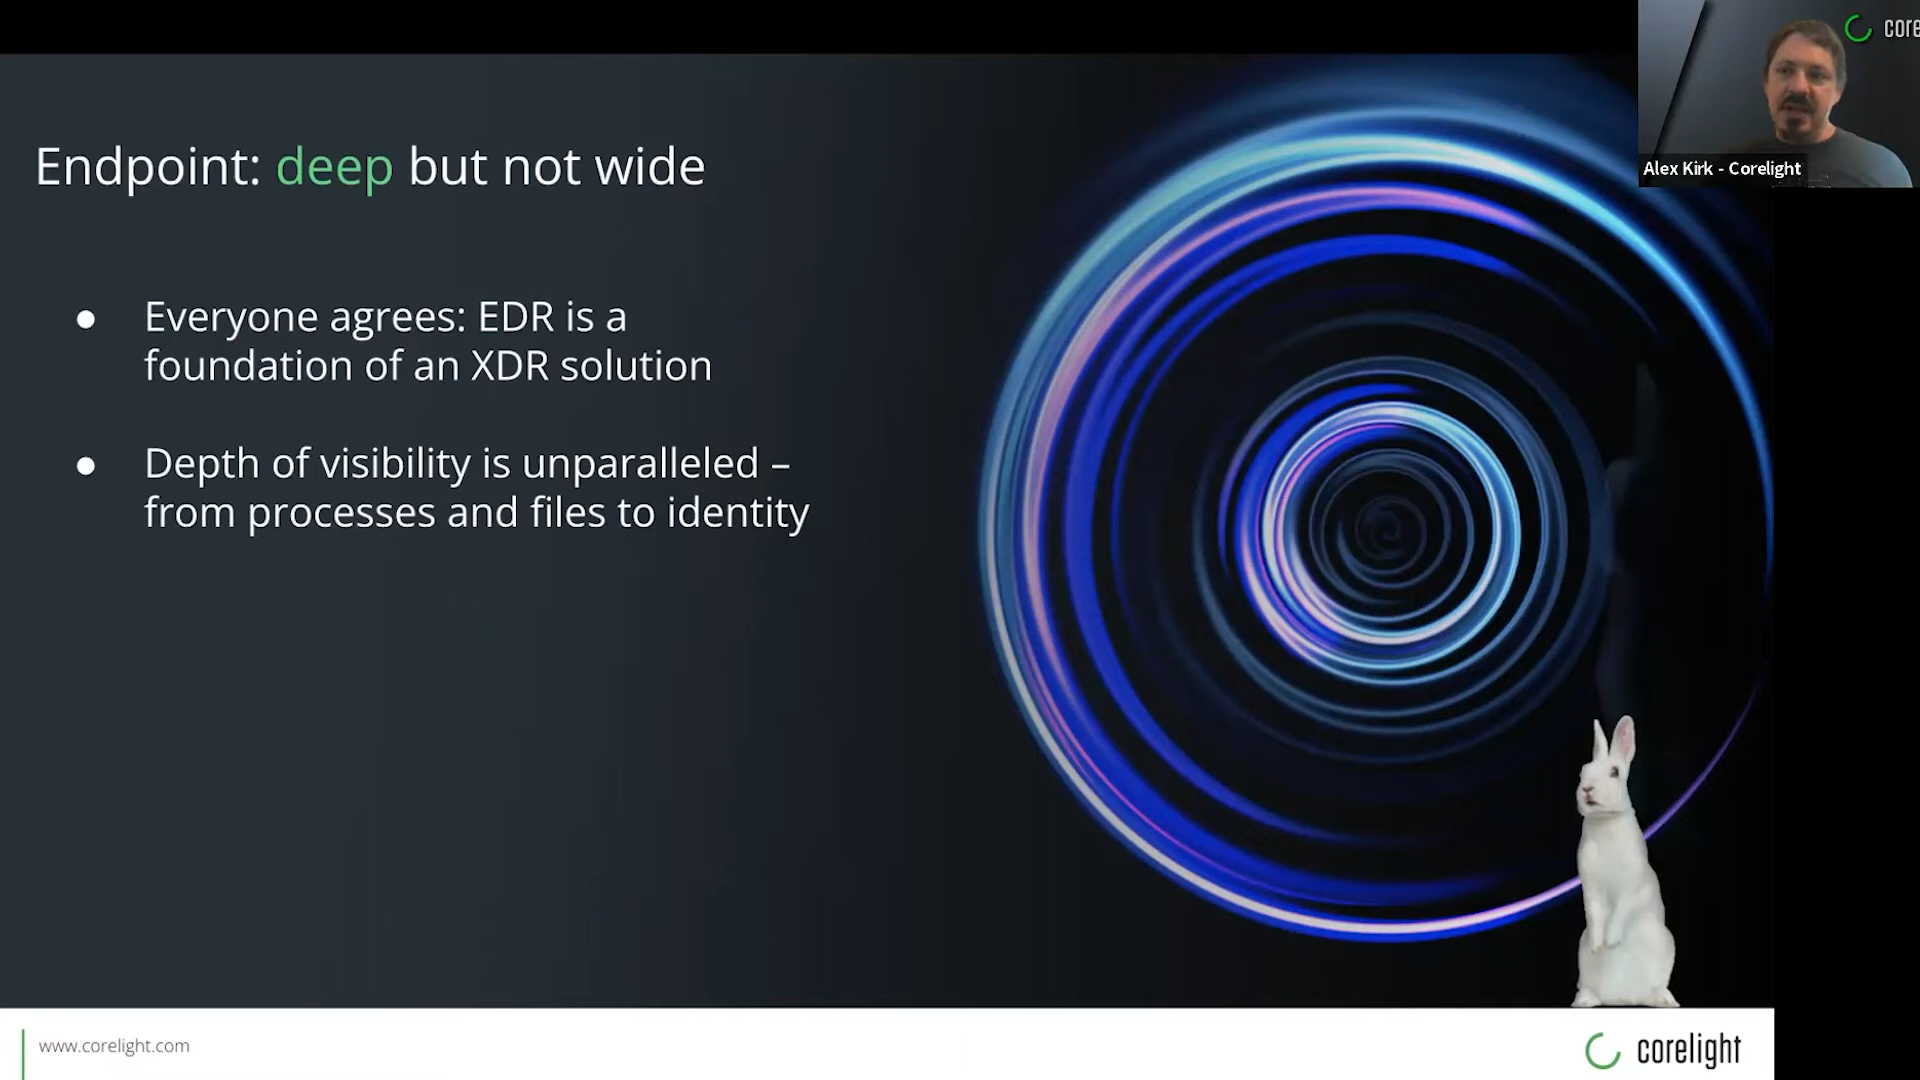 Endpoint: deep but not wide
● Everyone agrees: EDR is a
foundation of an XDR solution
● Depth of visibility is unparalleled –
from processes and files to identity
core
Alex Kirk - Corelight
www.corelight.com
corelight